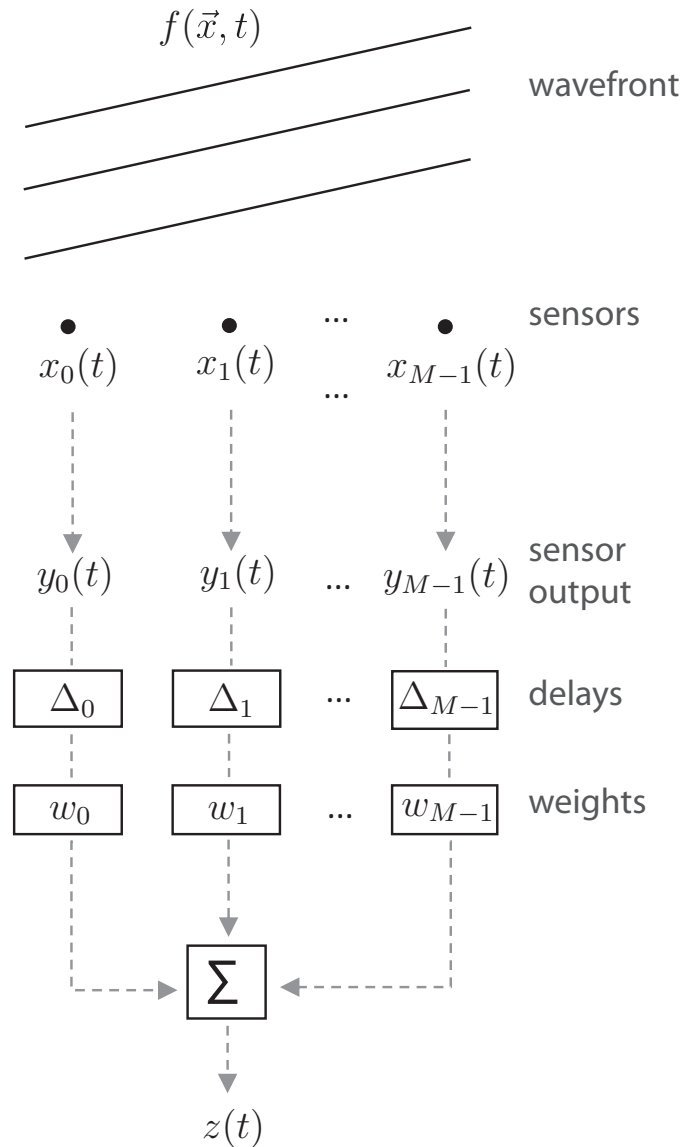 f(\vec{x}, t)
wavefront
sensors
...
x_0(t) x_1(t) x_{M-1}(t)
...
sensor
output
y_0(t) y_1(t) ... y_{M-1}(t)
Δ_0 Δ_1 ... Δ_{M-1} delays
w_0 w_1 ... w_{M-1} weights
Σ
z(t)